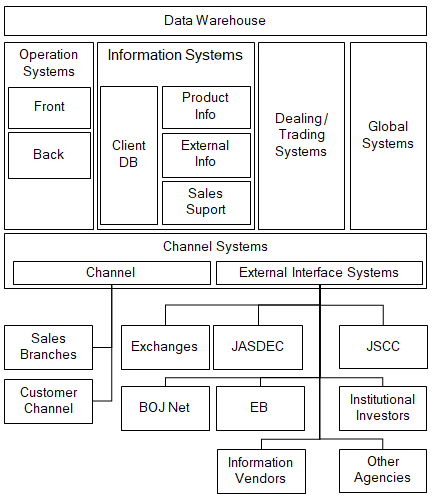 Data Warehouse
Operation
Systems
Front
Back
Information Systems
Client
DB
Product
Info
External
Info
Sales
Suport
Dealing /
Trading
Systems
Global
Systems
Channel Systems
Channel
External Interface Systems
Sales
Branches
Exchanges
JASDEC
JSCC
Customer
Channel
BOJ Net
EB
Institutional
Investors
Information
Vendors
Other
Agencies